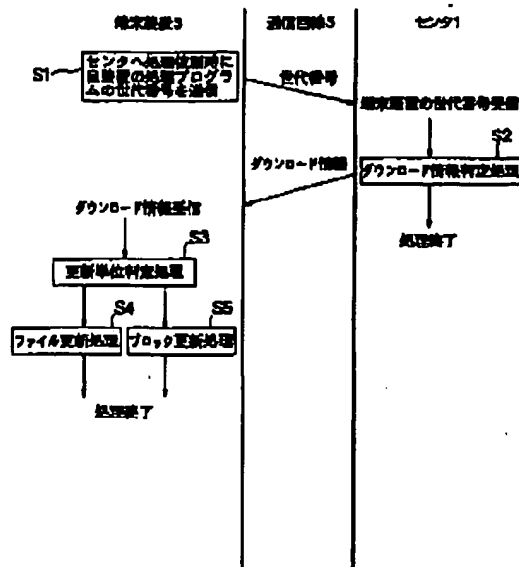 端末装置3
通信回線5
センタ1
S1
センタへ処理依頼時に
自装置の処理プログラ
ムの世代番号を送信
世代番号
端末装置の世代番号受信
S2
ダウンロード情報
ダウンロード情報判定処理
ダウンロード情報受信
処理終了
S3
更新単位判定処理
S4
S5
ファイル更新処理
ブロック更新処理
処理終了